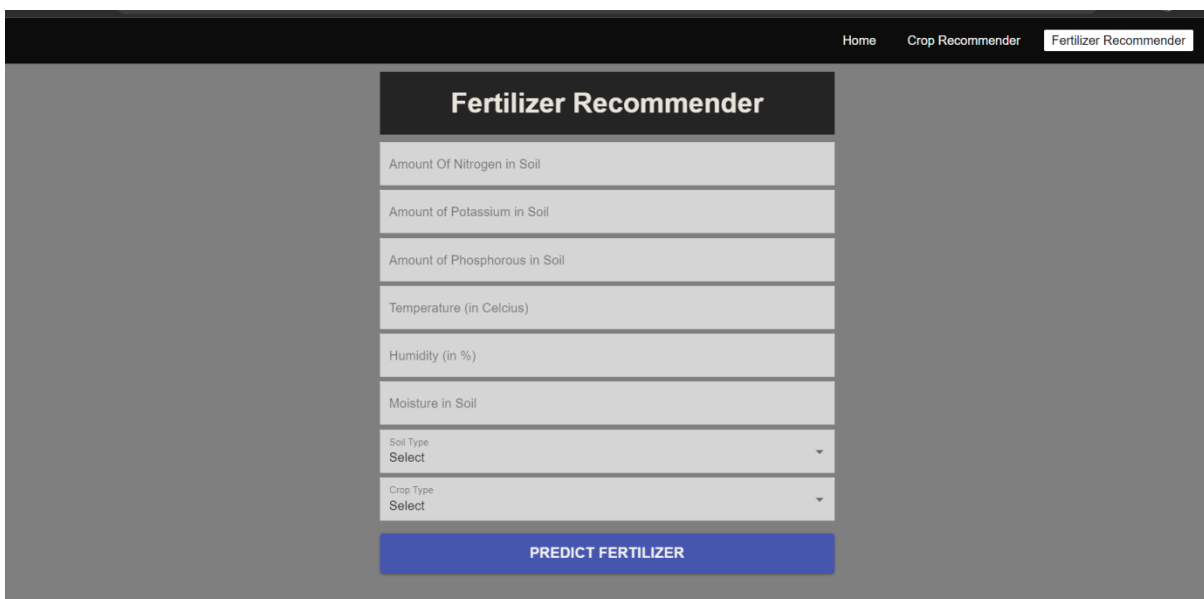 Home Crop Recommender Fertilizer Recommender
Fertilizer Recommender
Amount Of Nitrogen in Soil
Amount of Potassium in Soil
Amount of Phosphorous in Soil
Temperature (in Celcius)
Humidity (in %)
Moisture in Soil
Soil Type
Select
Crop Type
Select
PREDICT FERTILIZER